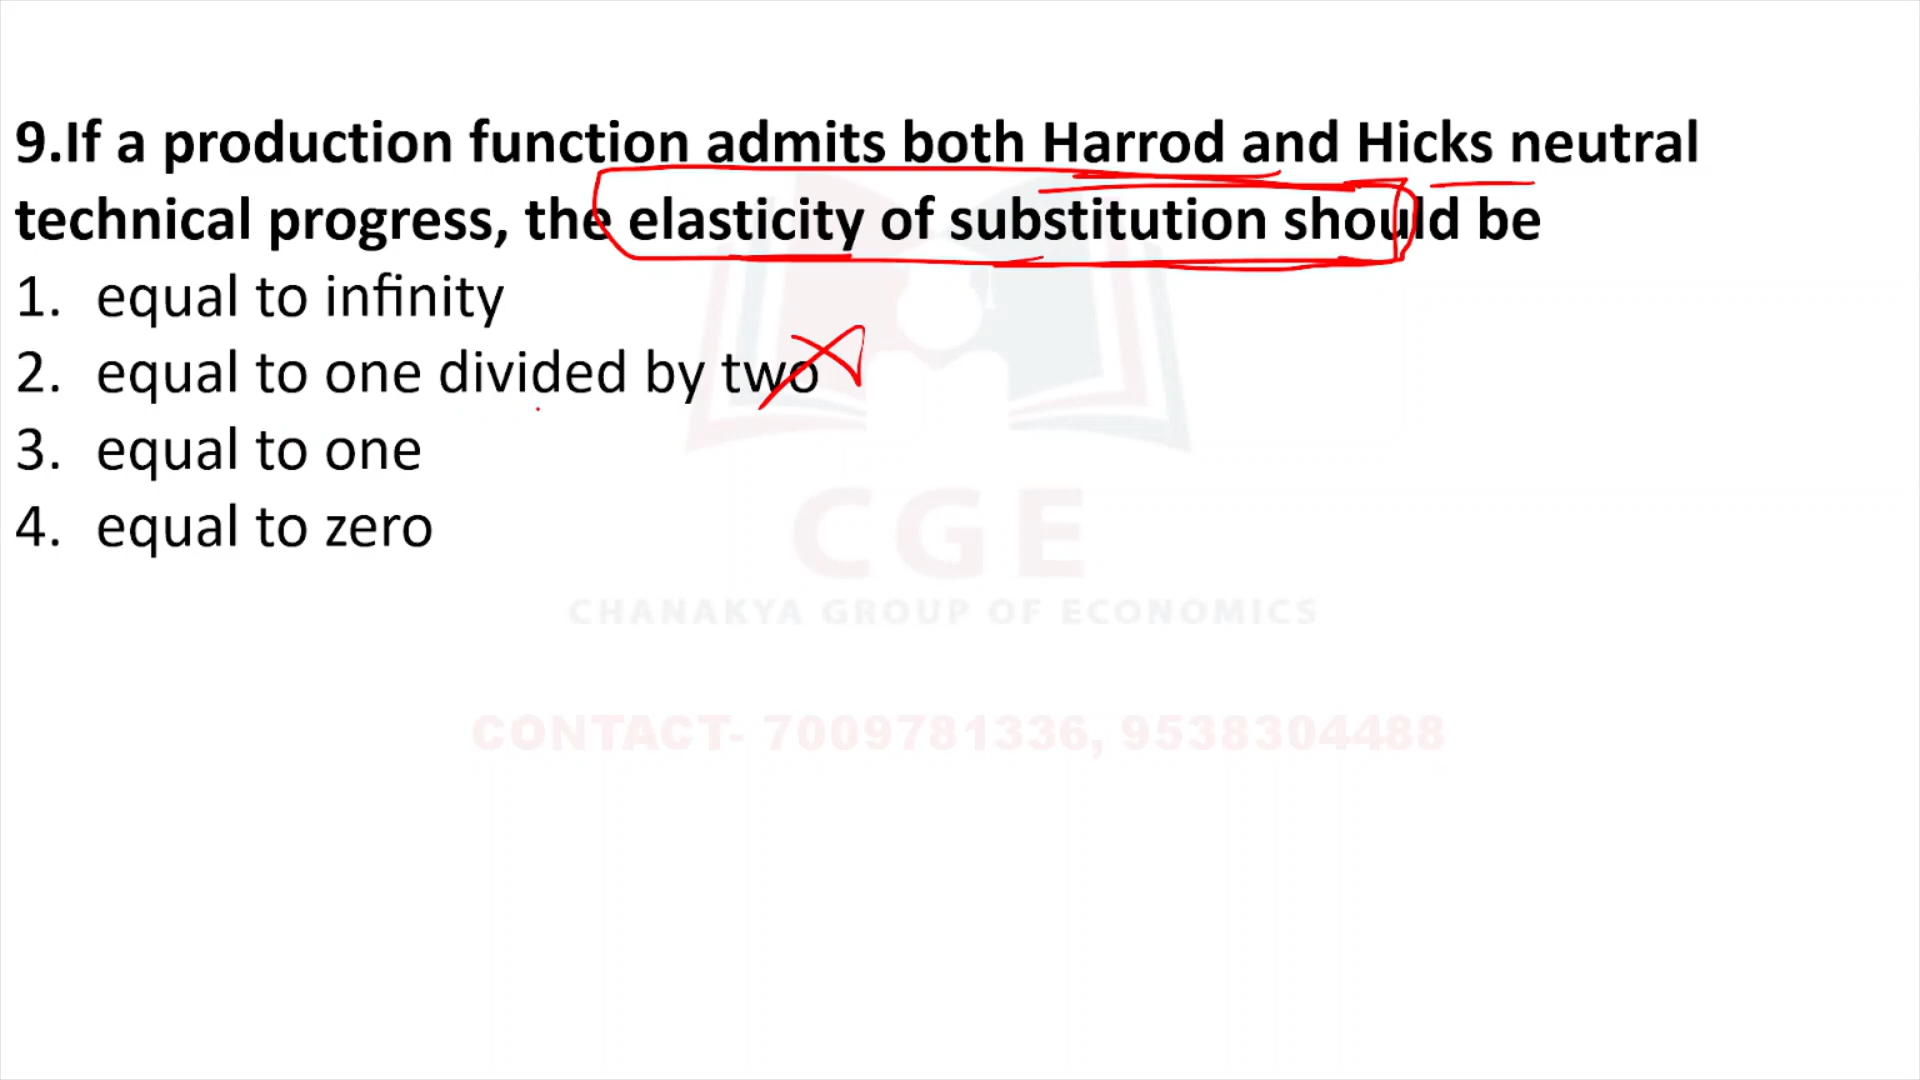 9.If a production function admits both Harrod and Hicks neutral
technical progress, the elasticity of substitution should be
1. equal to infinity
2. equal to one divided by two
3. equal to one
4. equal to zero
CGE
CHANAKYA GROUP OF ECONOMICS
CONTACT- 7009781336, 9538304488